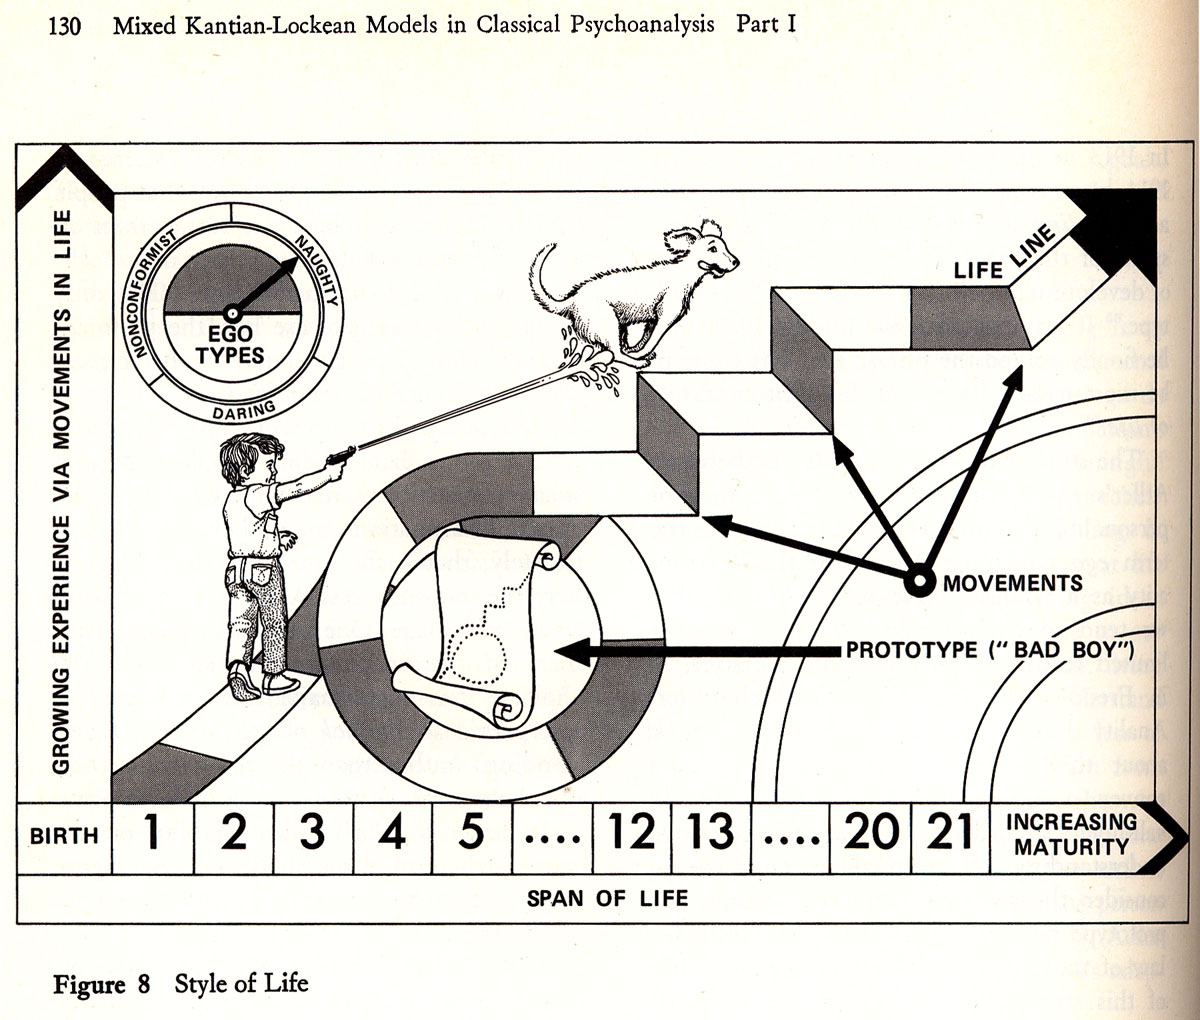 130 Mixed Kantian-Lockean Models in Classical Psychoanalysis Part I
GROWING EXPERIENCE VIA MOVEMENTS IN LIFE
NONCONFORMIST
NAUGHTY
DARING
EGO
TYPES
LIFE LINE
MOVEMENTS
PROTOTYPE ("BAD BOY")
BIRTH 1 2 3 4 5 .... 12 13 .... 20 21 INCREASING
MATURITY
SPAN OF LIFE
Figure 8 Style of Life